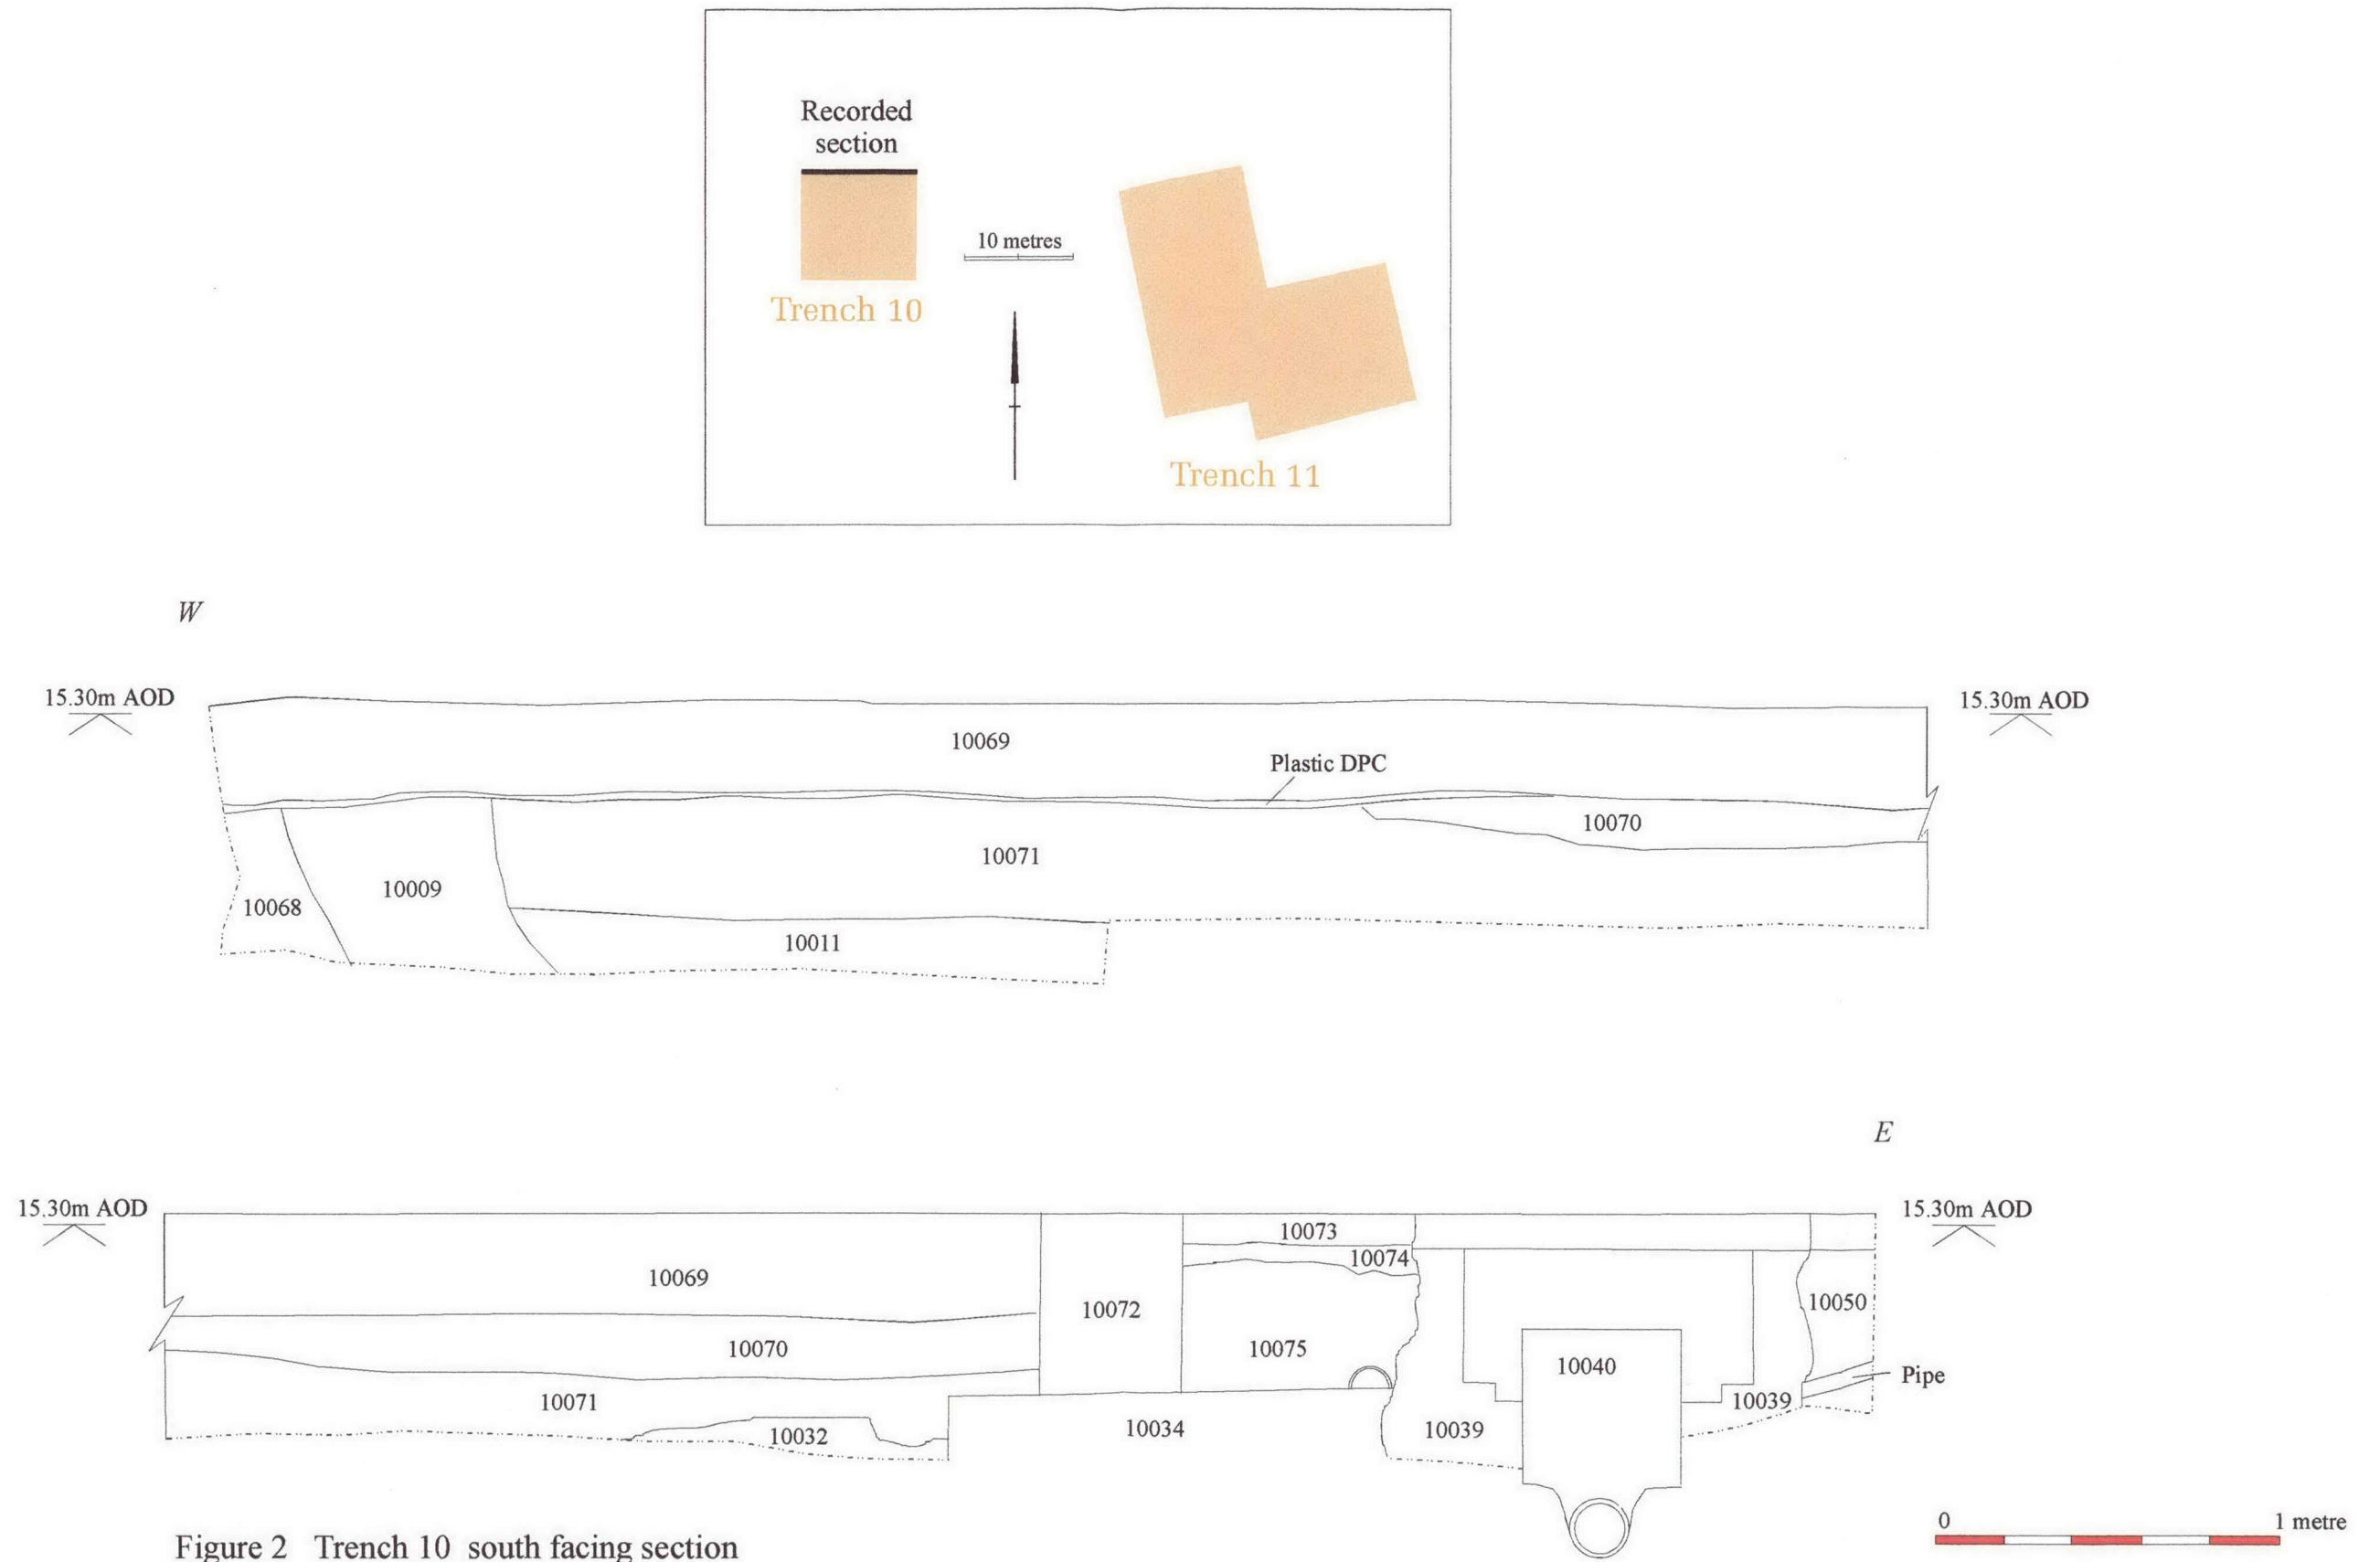 Recorded
section
10 metres
Trench 10
Trench 11
W
15.30m AOD
15.30m AOD
10069
Plastic DPC
10070
10071
10009
10068
10011
E
15.30m AOD
15.30m AOD
10073
10074
10069
10050
10072
10075
10070
10040
Pipe
10071
10039
10034
10039
10032
0
1 metre
Figure 2 Trench 10 south facing section